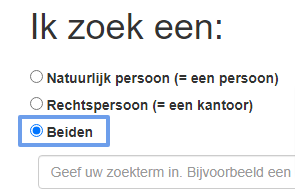 Ik zoek een:
Natuurlijk persoon (= een persoon)
Rechtspersoon (= een kantoor)
Beiden
Geef uw zoekterm in. Bijvoorbeeld een